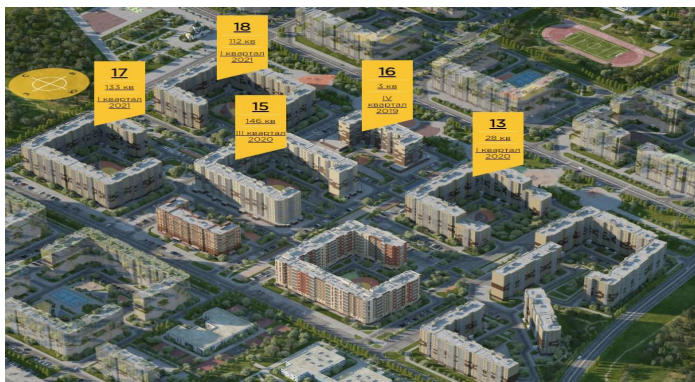 18
112 кв
I квартал
2021
17
133 кв
I квартал
2021
16
3 кв
IV
квартал
2019
15
146 кв
III квартал
2020
13
28 кв
I квартал
2020